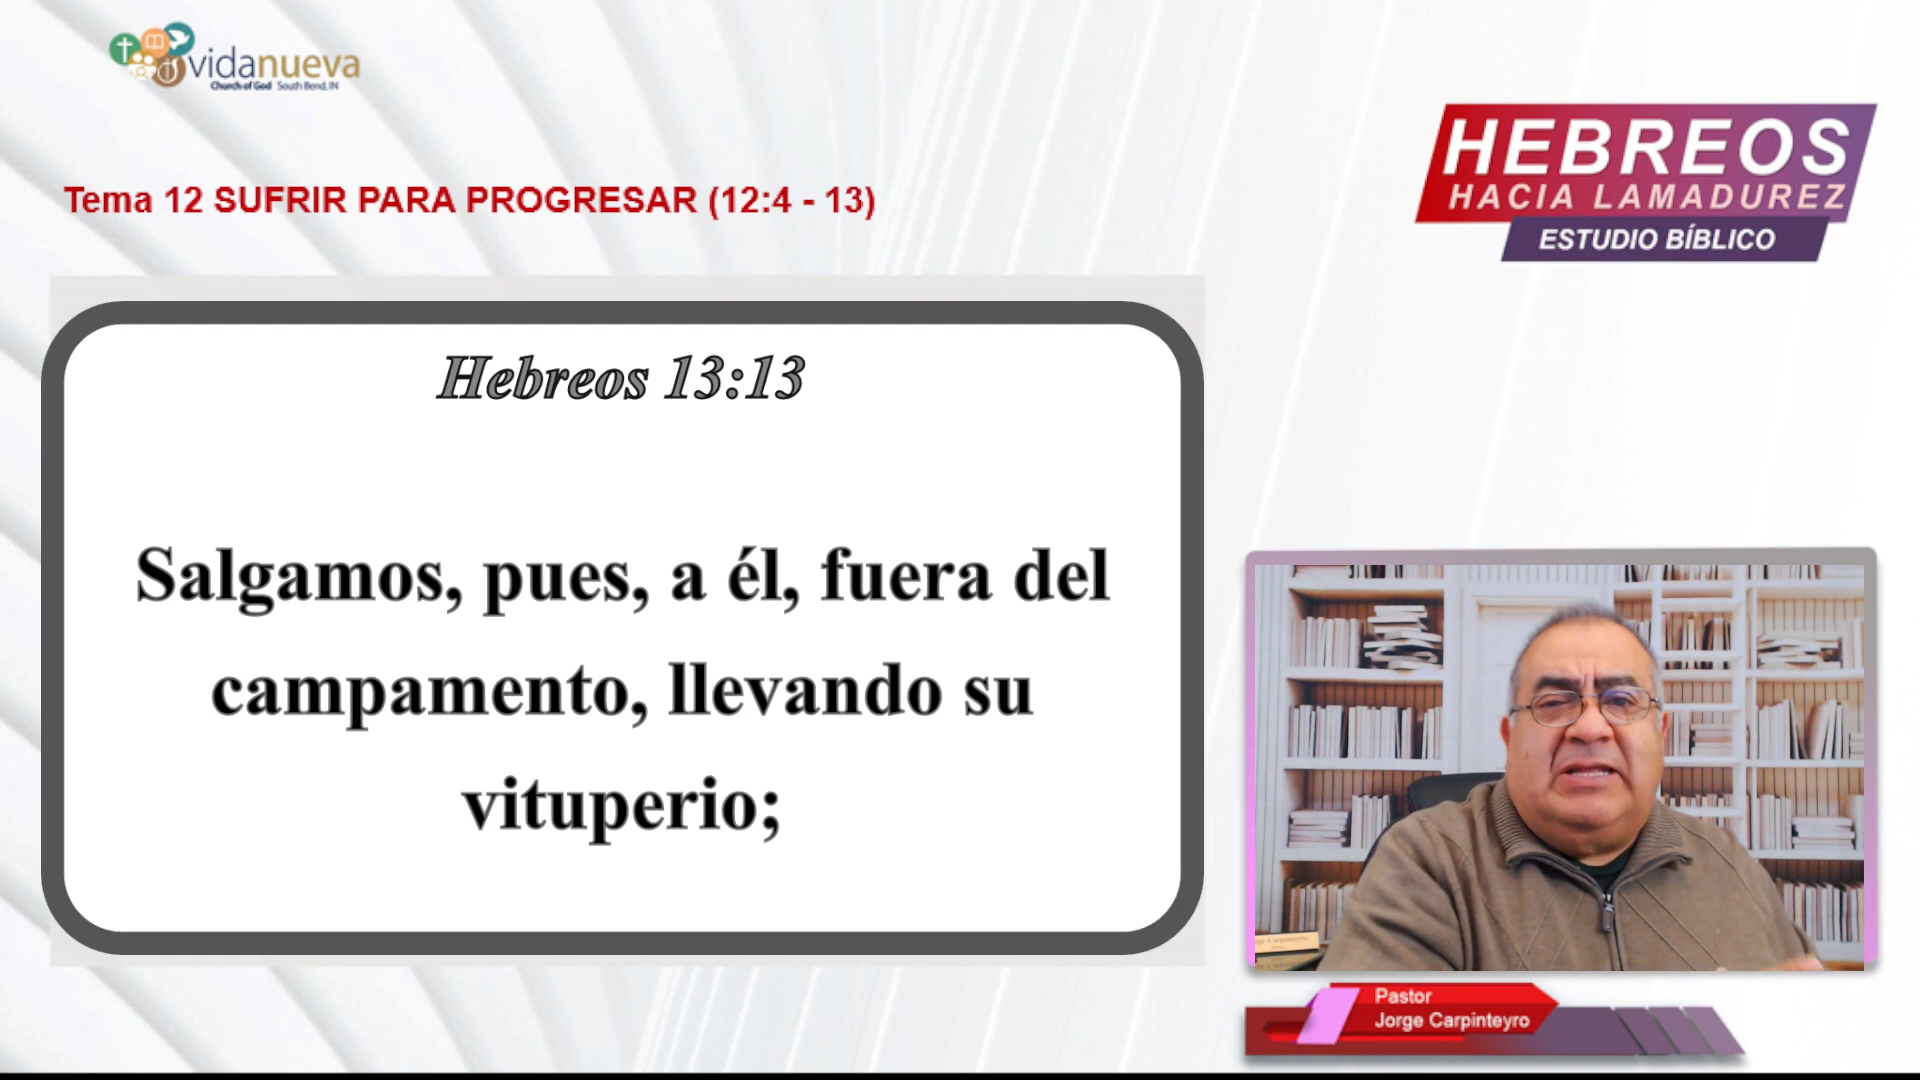 vidanueva
Church of God South Bend, IN
HEBREOS
HACIA LAMADUREZ
ESTUDIO BÍBLICO
Tema 12 SUFRIR PARA PROGRESAR (12:4 - 13)
Hebreos 13:13
Salgamos, pues, a él, fuera del
campamento, llevando su
vituperio;
Carpinteyro
Pastor
Jorge Carpinteyro